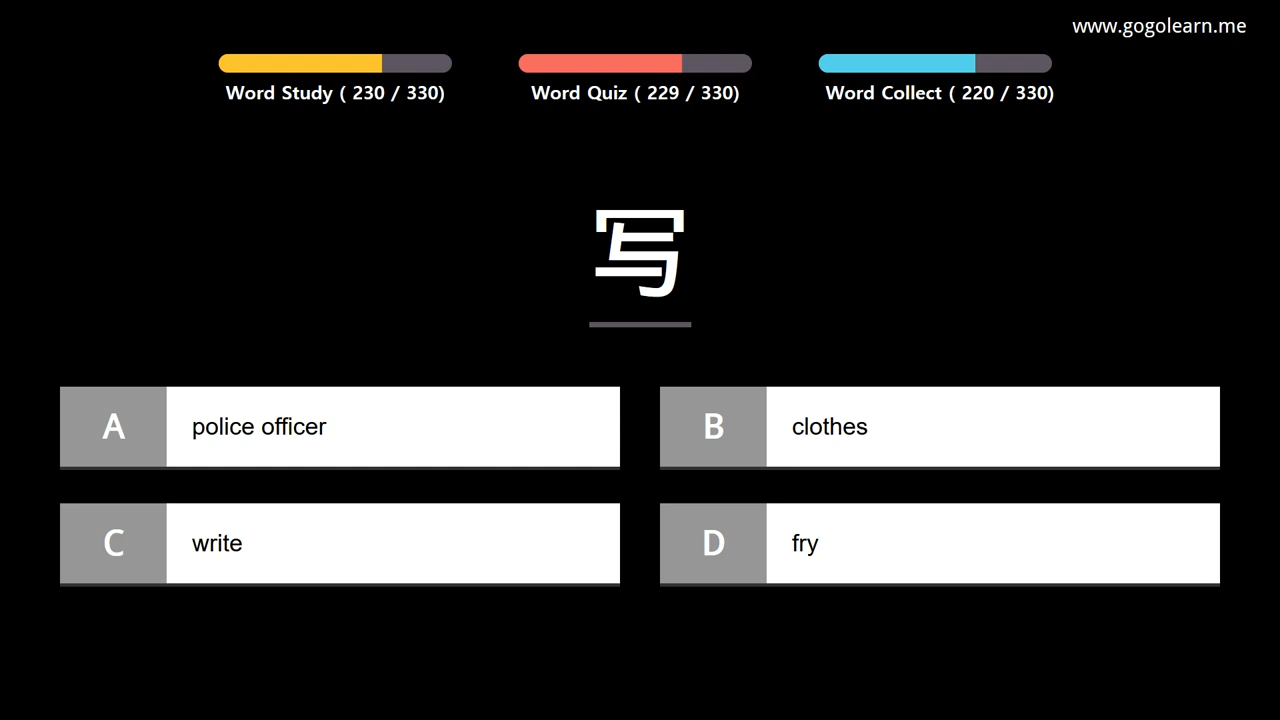 www.gogolearn.me
Word Study ( 230 / 330)
Word Quiz ( 229 / 330)
Word Collect ( 220 / 330)
写
A police officer
B clothes
C write
D fry